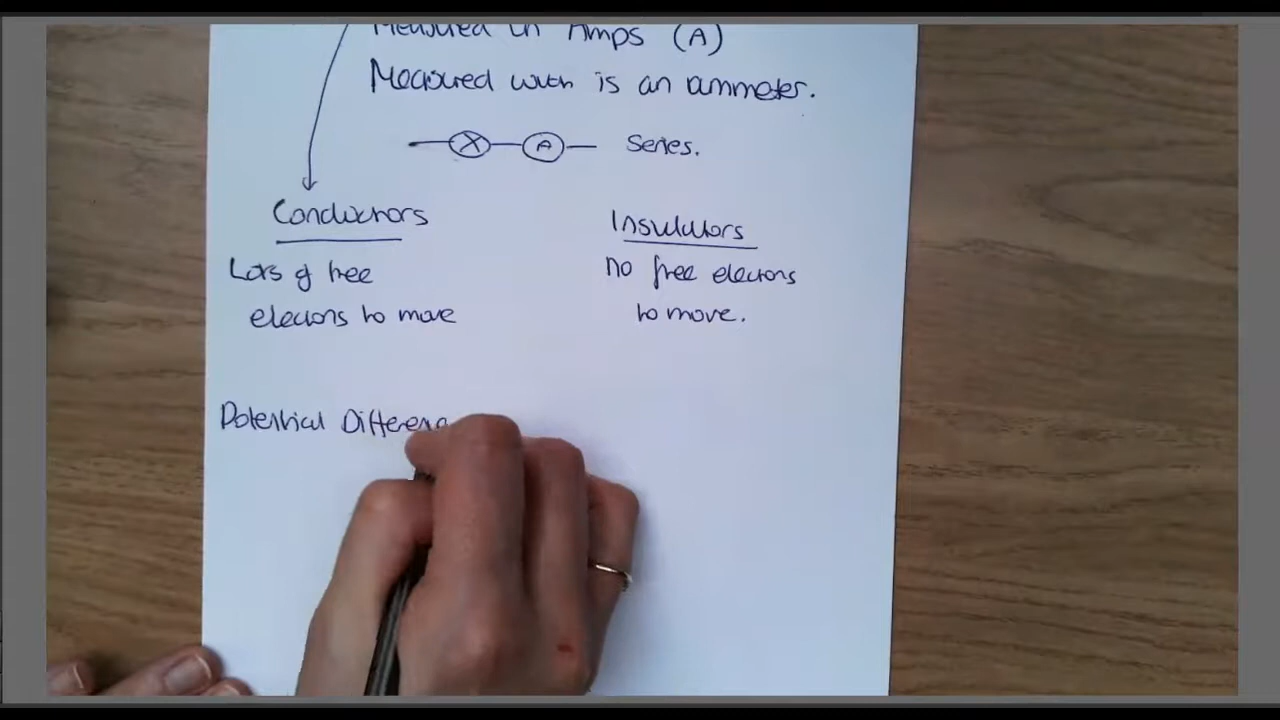 Measured in Amps (A)
Measured with is an ammeter.
X A Series.
Conductors
Lots of free
electrons to move
Insulators
no free electrons
to move.
Potential Differenc